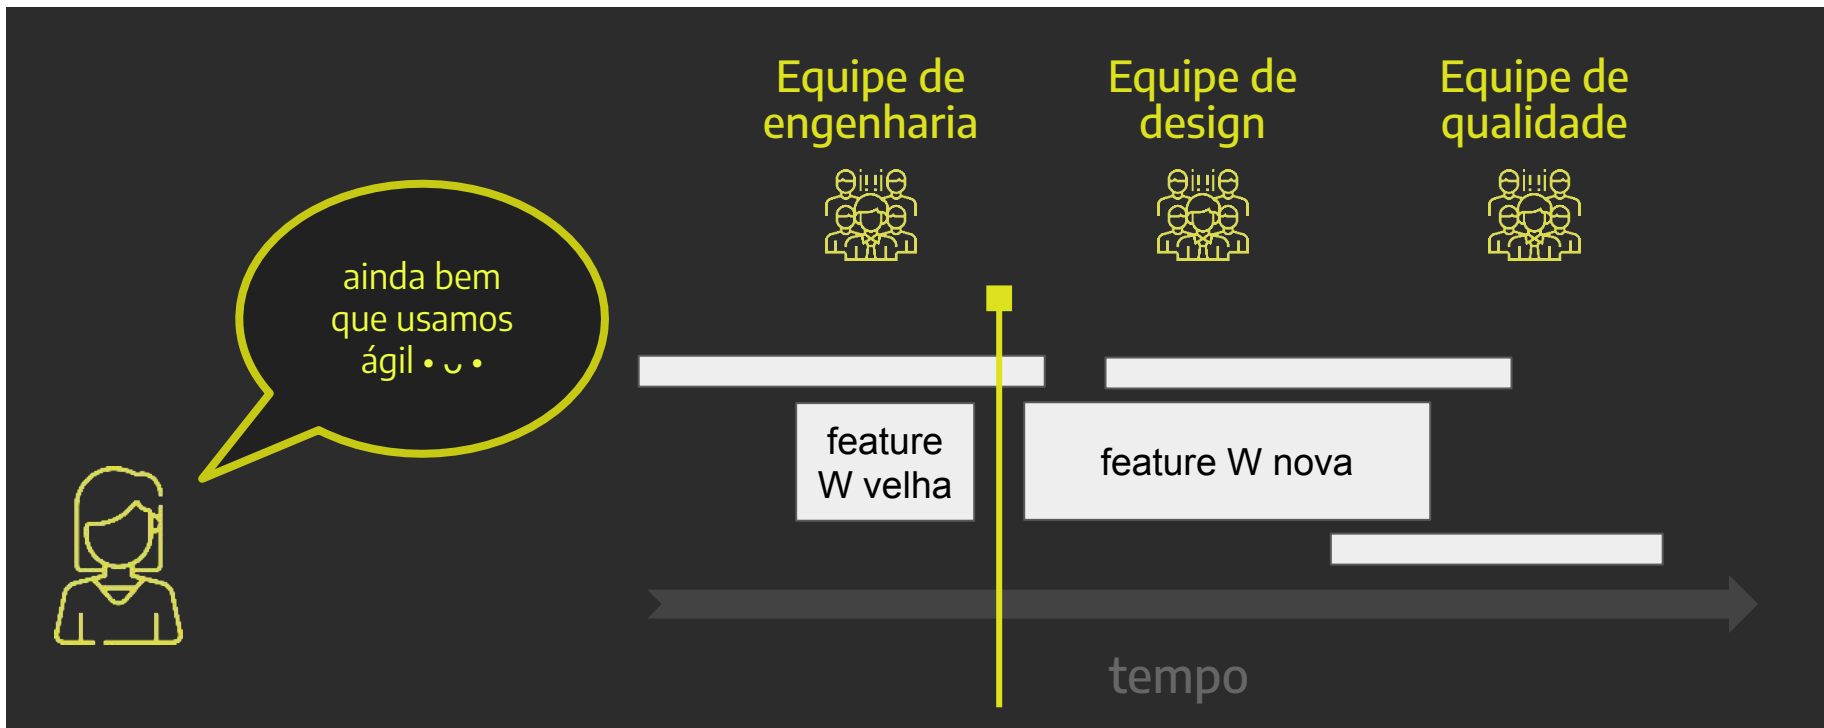 Equipe de
engenharia
Equipe de
design
Equipe de
qualidade
ainda bem
que usamos
ágil • ᴗ •
feature
W velha
feature W nova
tempo